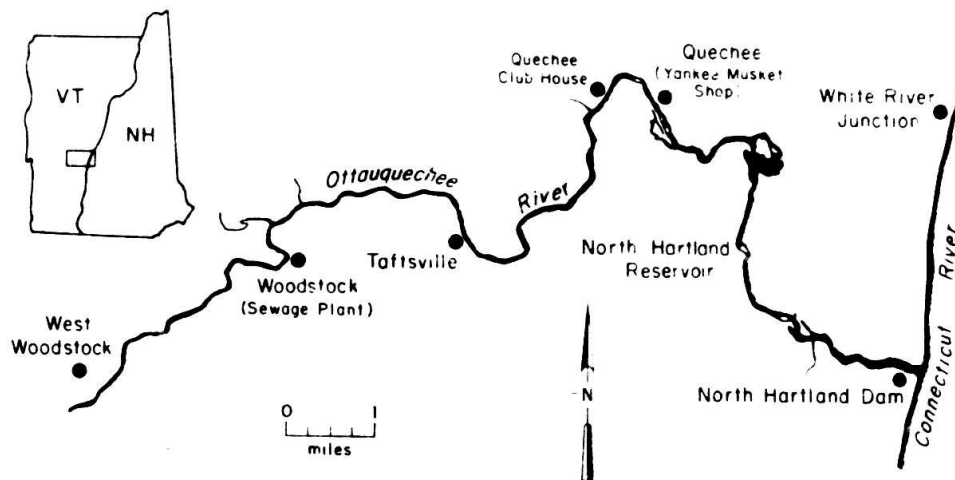 VT
NH
Quechee
Club House
Quechee
(Yankee Musket
Shop)
White River
Junction
Ottauquechee
River
Taftsville
Woodstock
(Sewage Plant)
West
Woodstock
North Hartland
Reservoir
North Hartland Dam
Connecticut
River
0
1
miles
N